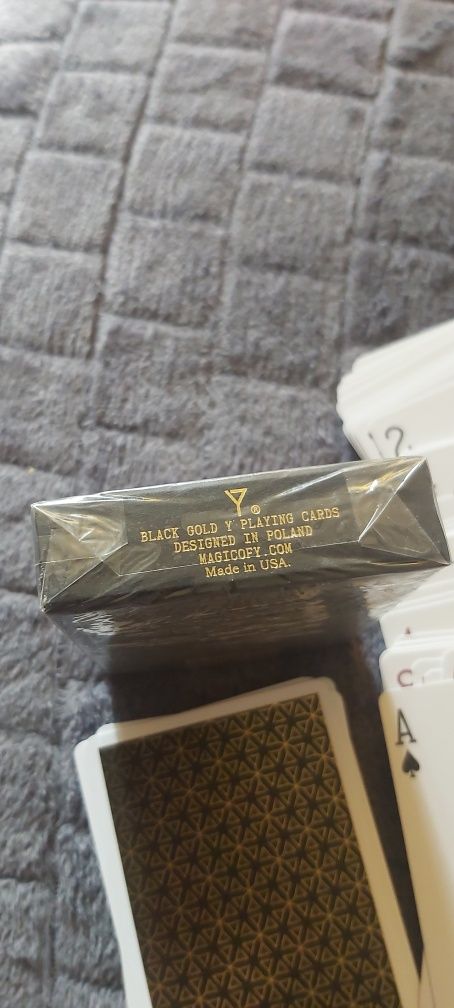 Y®
BLACK GOLD Y PLAYING CARDS
DESIGNED IN POLAND
MAGICOFY.COM
Made in USA.
A